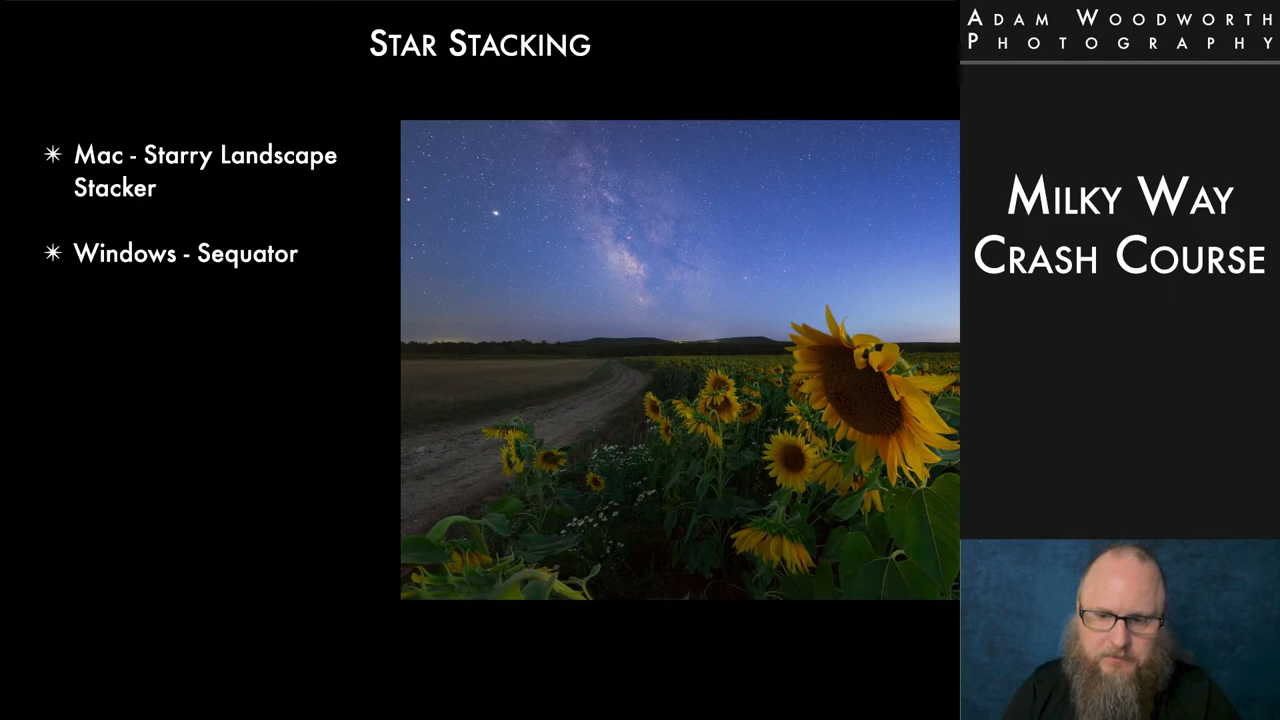 STAR STACKING
✴ Mac - Starry Landscape
Stacker
✴ Windows - Sequator
ADAM WOODWORTH
PHOTOGRAPHY
MILKY WAY
CRASH COURSE